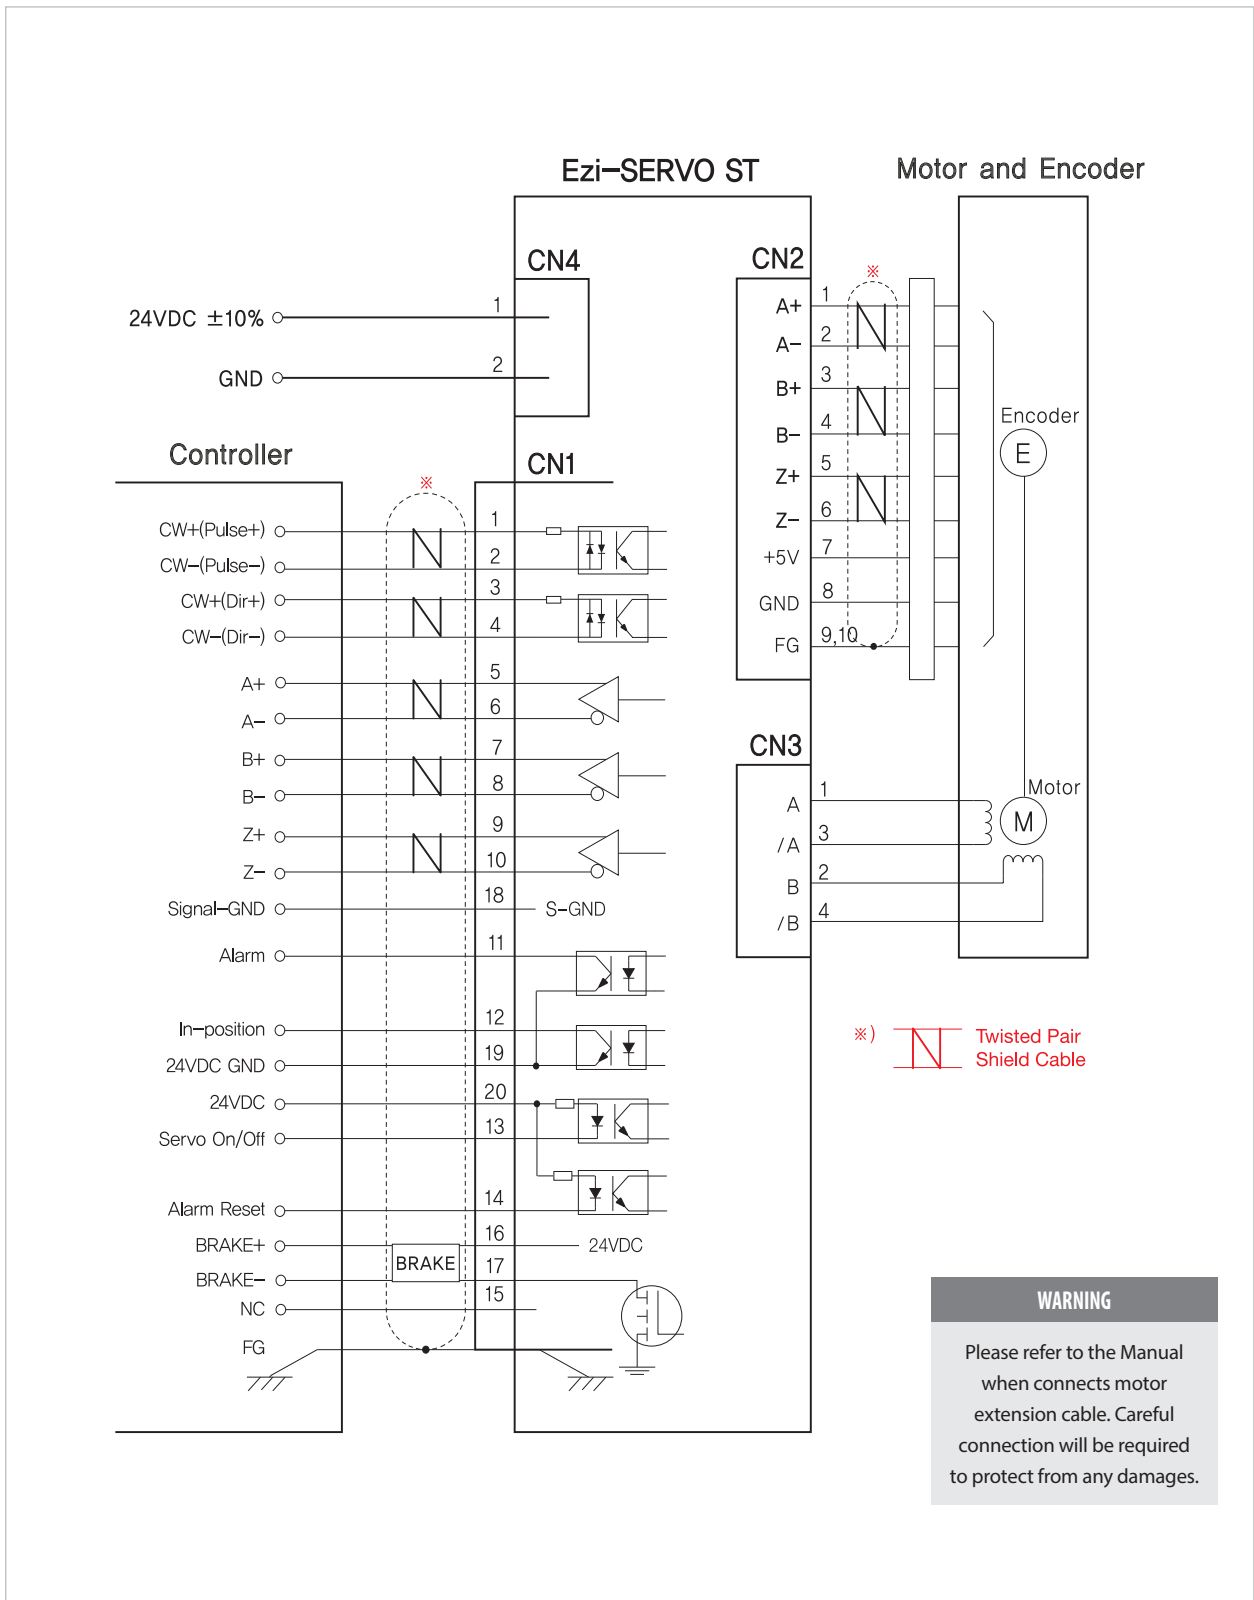 Ezi-SERVO ST
Motor and Encoder
CN4
1
24VDC ±10%
2
GND
CN2
※
A+ 1
A- 2
B+ 3
B- 4
Z+ 5
Z- 6
+5V 7
GND 8
FG 9,10
Encoder
E
Controller
CN1
※
CW+(Pulse+) 1
CW-(Pulse-) 2
CW+(Dir+) 3
CW-(Dir-) 4
A+ 5
A- 6
B+ 7
B- 8
Z+ 9
Z- 10
Signal-GND 18 S-GND
Alarm 11
In-position 12
24VDC GND 19
24VDC 20
Servo On/Off 13
Alarm Reset 14
BRAKE+ 16 24VDC
BRAKE
BRAKE- 17
NC 15
FG
CN3
A 1
/A 3
B 2
/B 4
Motor
M
※) Twisted Pair
Shield Cable
WARNING
Please refer to the Manual
when connects motor
extension cable. Careful
connection will be required
to protect from any damages.